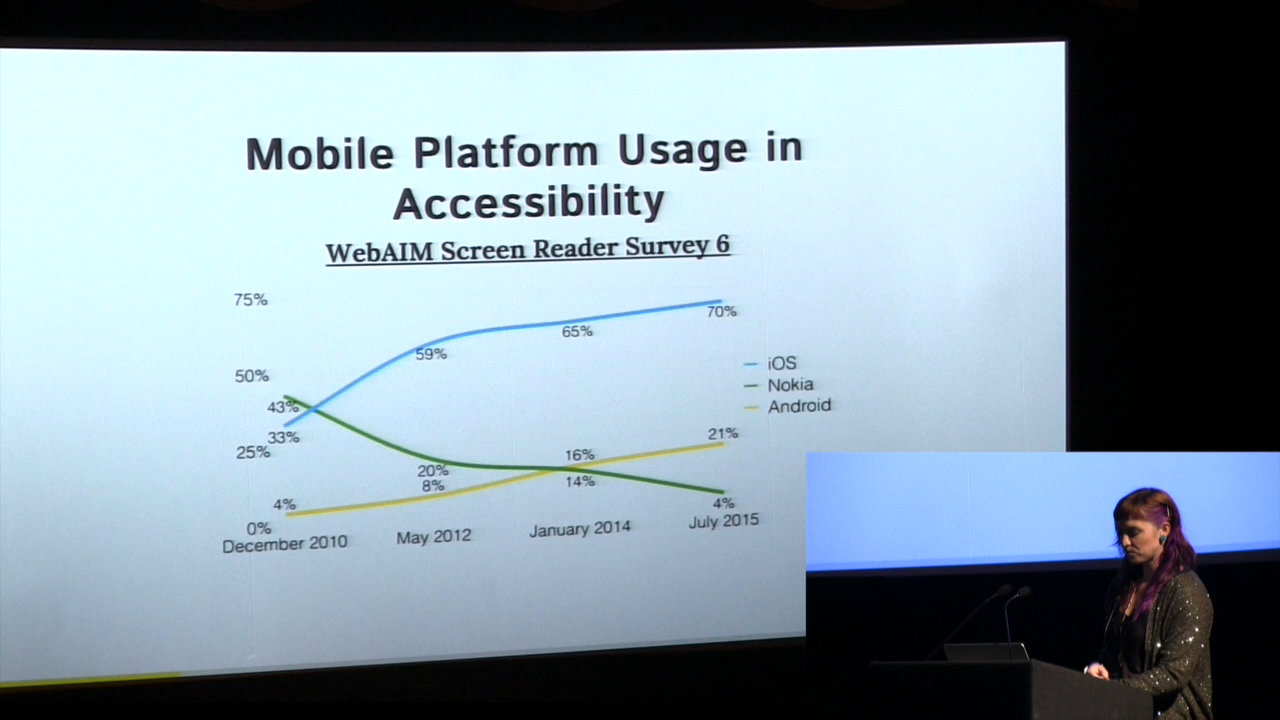 Mobile Platform Usage in
Accessibility
WebAIM Screen Reader Survey 6
75%
70%
65%
59%
iOS
50%
Nokia
43%
Android
33%
21%
25%
16%
20%
14%
8%
4%
4%
0%
December 2010
May 2012
January 2014
July 2015